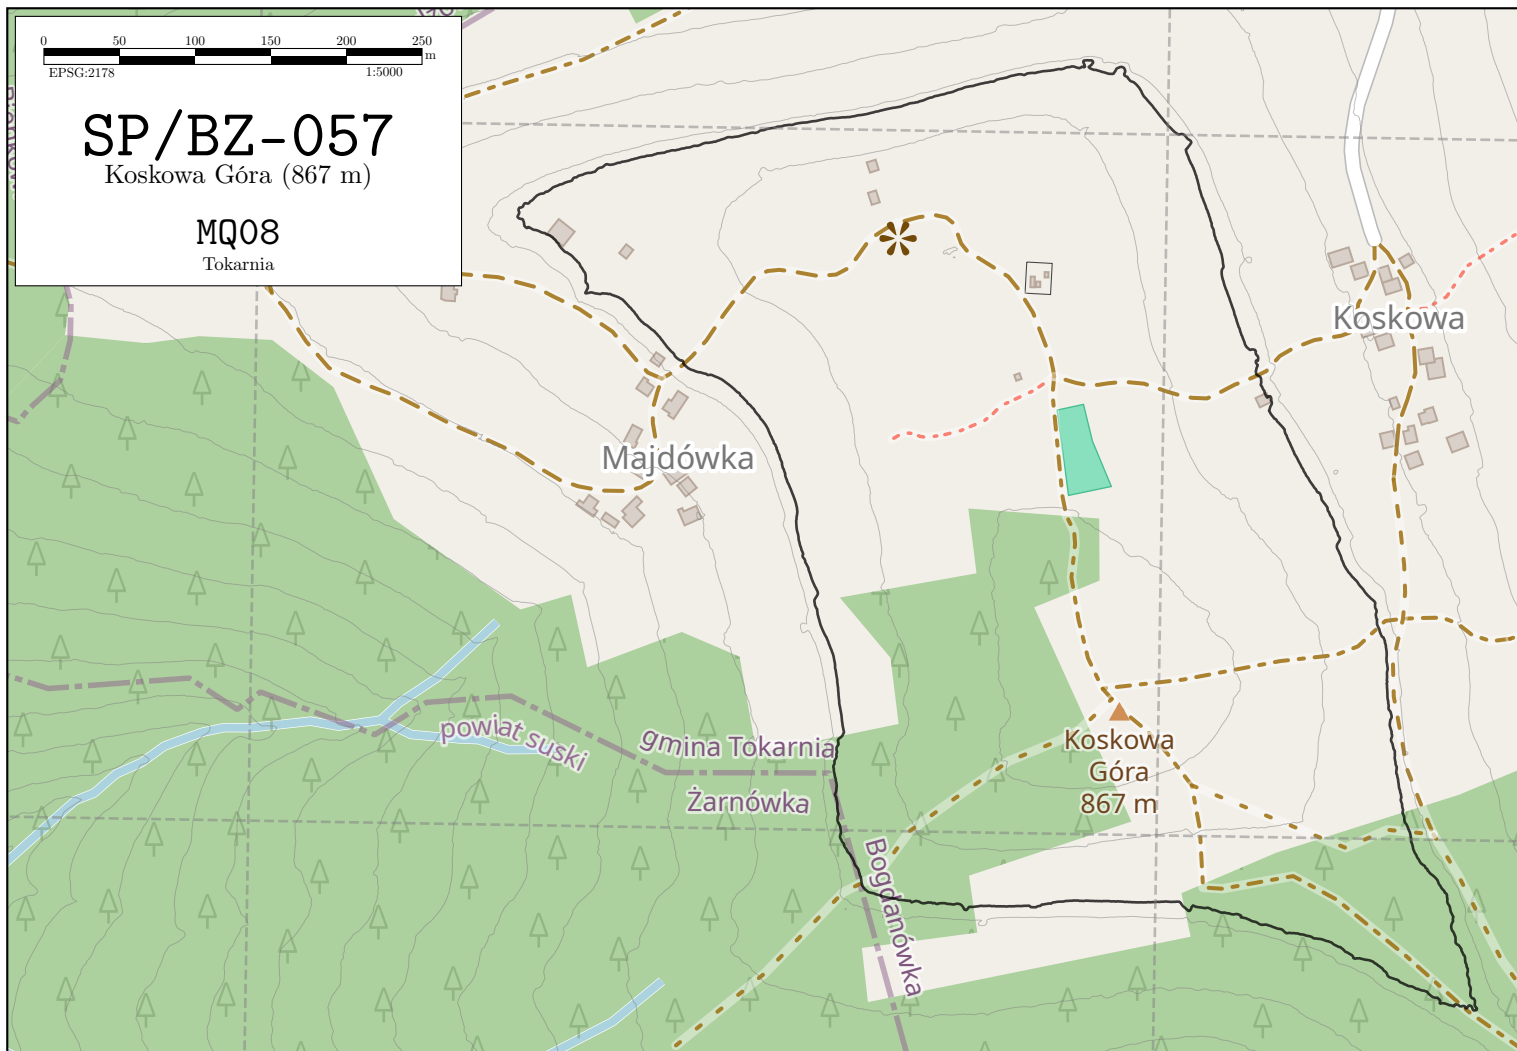 0 50 100 150 200 250
m
EPSG:2178 1:5000
SP/BZ-057
Koskowa Góra (867 m)
MQ08
Tokarnia
Koskowa
Majdówka
powiat suski
gmina Tokarnia
Żarnówka
Bogdanówka
Koskowa
Góra
867 m